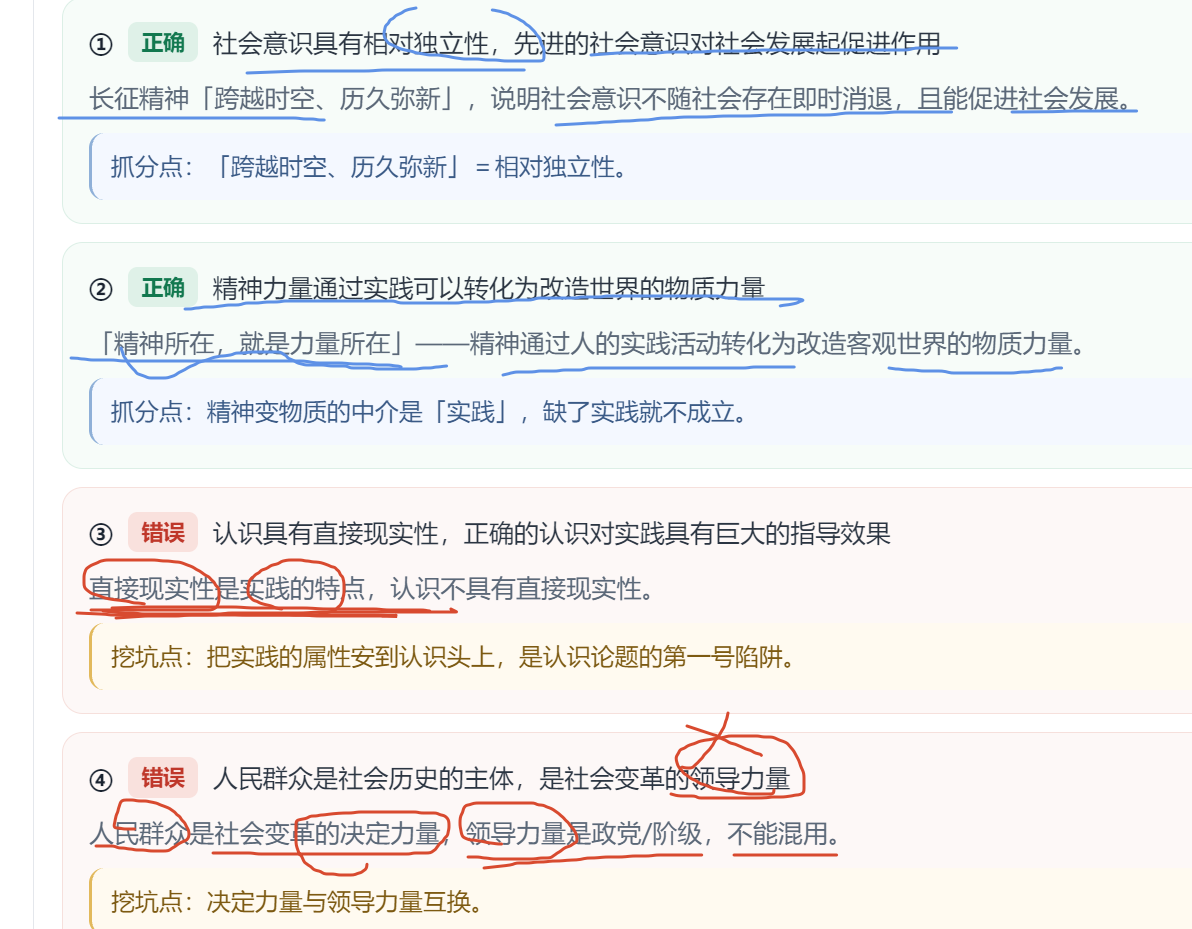 ① 正确 社会意识具有相对独立性，先进的社会意识对社会发展起促进作用
长征精神「跨越时空、历久弥新」，说明社会意识不随社会存在即时消退，且能促进社会发展。
抓分点：「跨越时空、历久弥新」＝相对独立性。
② 正确 精神力量通过实践可以转化为改造世界的物质力量
「精神所在，就是力量所在」——精神通过人的实践活动转化为改造客观世界的物质力量。
抓分点：精神变物质的中介是「实践」，缺了实践就不成立。
③ 错误 认识具有直接现实性，正确的认识对实践具有巨大的指导效果
直接现实性是实践的特点，认识不具有直接现实性。
挖坑点：把实践的属性安到认识头上，是认识论题的第一号陷阱。
④ 错误 人民群众是社会历史的主体，是社会变革的领导力量
人民群众是社会变革的决定力量，领导力量是政党/阶级，不能混用。
挖坑点：决定力量与领导力量互换。